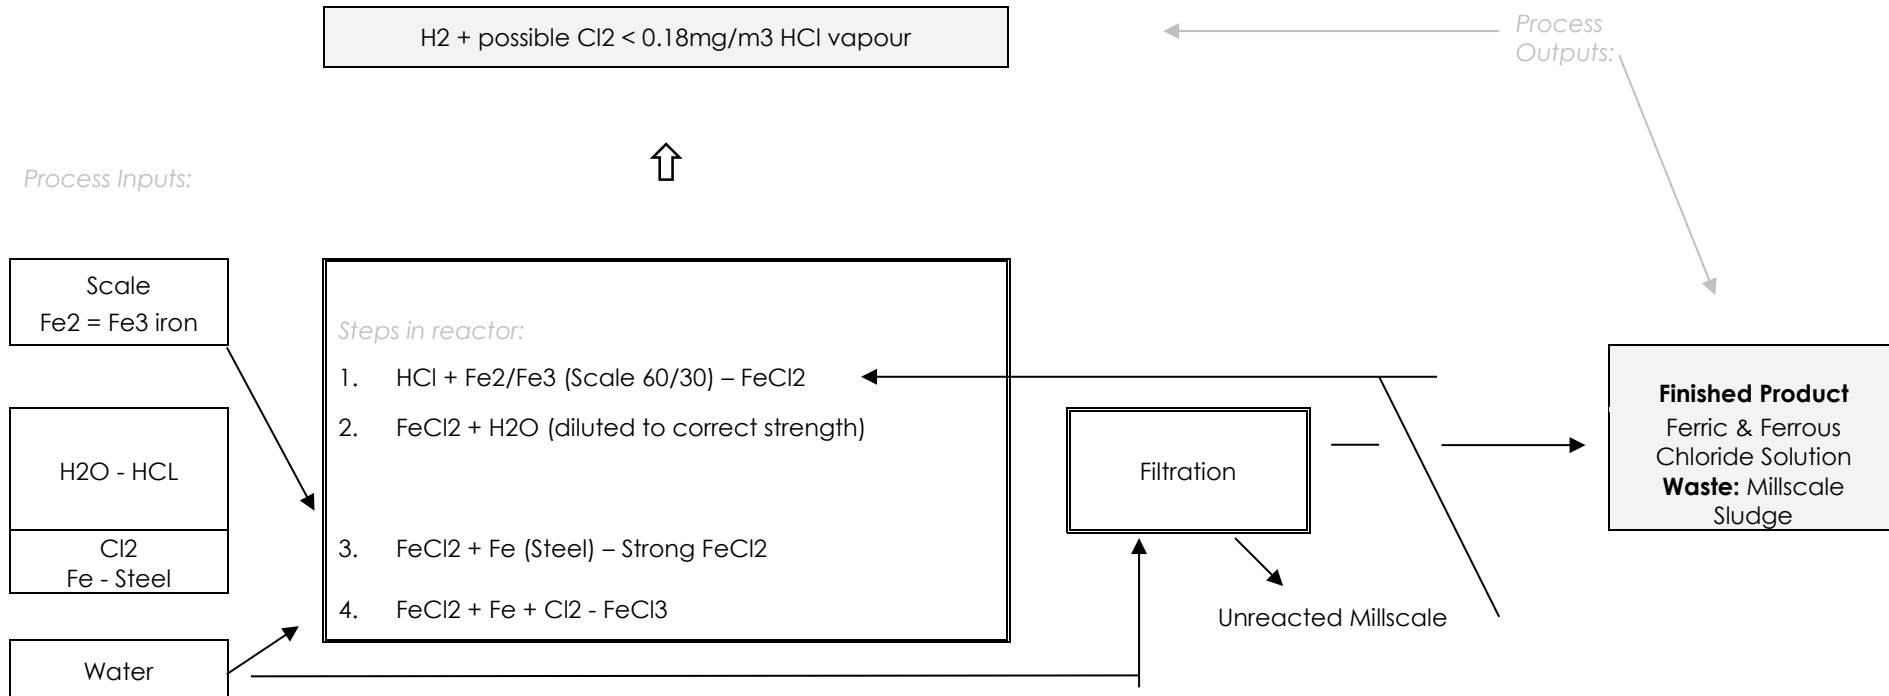 H2 + possible Cl2 < 0.18mg/m3 HCl vapour
Process
Outputs:
Process Inputs:
Scale
Fe2 = Fe3 iron
H2O - HCL
Cl2
Fe - Steel
Water
Steps in reactor:
1. HCl + Fe2/Fe3 (Scale 60/30) – FeCl2
2. FeCl2 + H2O (diluted to correct strength)
3. FeCl2 + Fe (Steel) – Strong FeCl2
4. FeCl2 + Fe + Cl2 - FeCl3
Filtration
Unreacted Millscale
Finished Product
Ferric & Ferrous
Chloride Solution
Waste: Millscale
Sludge